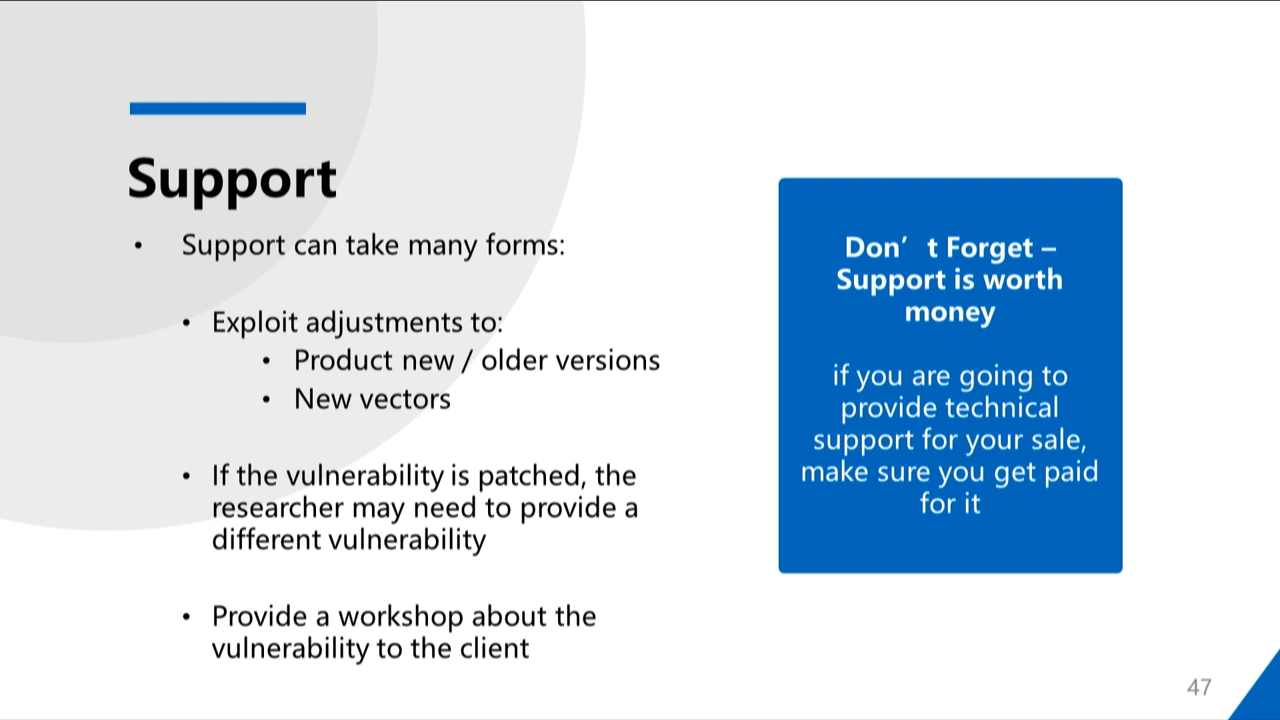 Support
• Support can take many forms:
• Exploit adjustments to:
• Product new / older versions
• New vectors
• If the vulnerability is patched, the
researcher may need to provide a
different vulnerability
• Provide a workshop about the
vulnerability to the client
Don’ t Forget –
Support is worth
money
if you are going to
provide technical
support for your sale,
make sure you get paid
for it
47